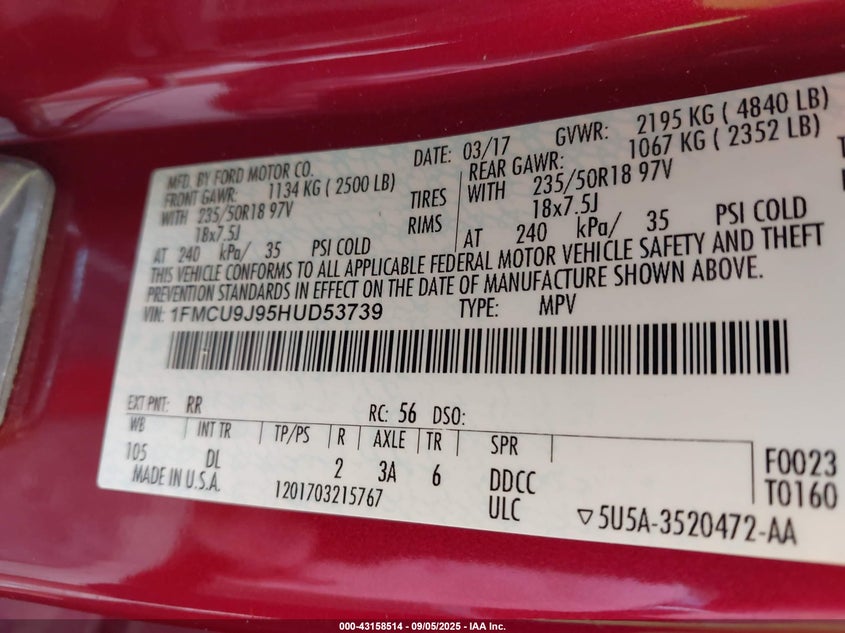 MFD. BY FORD MOTOR CO. DATE: 03/17 GVWR: 2195 KG ( 4840 LB)
FRONT GAWR: 1134 KG ( 2500 LB) REAR GAWR: 1067 KG ( 2352 LB)
WITH 235/50R18 97V TIRES WITH 235/50R18 97V
18x7.5J RIMS 18x7.5J
AT 240 kPa/ 35 PSI COLD AT 240 kPa/ 35 PSI COLD
THIS VEHICLE CONFORMS TO ALL APPLICABLE FEDERAL MOTOR VEHICLE SAFETY AND THEFT
PREVENTION STANDARDS IN EFFECT ON THE DATE OF MANUFACTURE SHOWN ABOVE.
VIN: 1FMCU9J95HUD53739 TYPE: MPV
EXT PNT: RR RC: 56 DSO:
WB INT TR TP/PS R AXLE TR SPR
105 DL 2 3A 6 DDCC F0023
MADE IN U.S.A. 1201703215767 ULC T0160
5U5A-3520472-AA
000-43158514 - 09/05/2025 - IAA Inc.